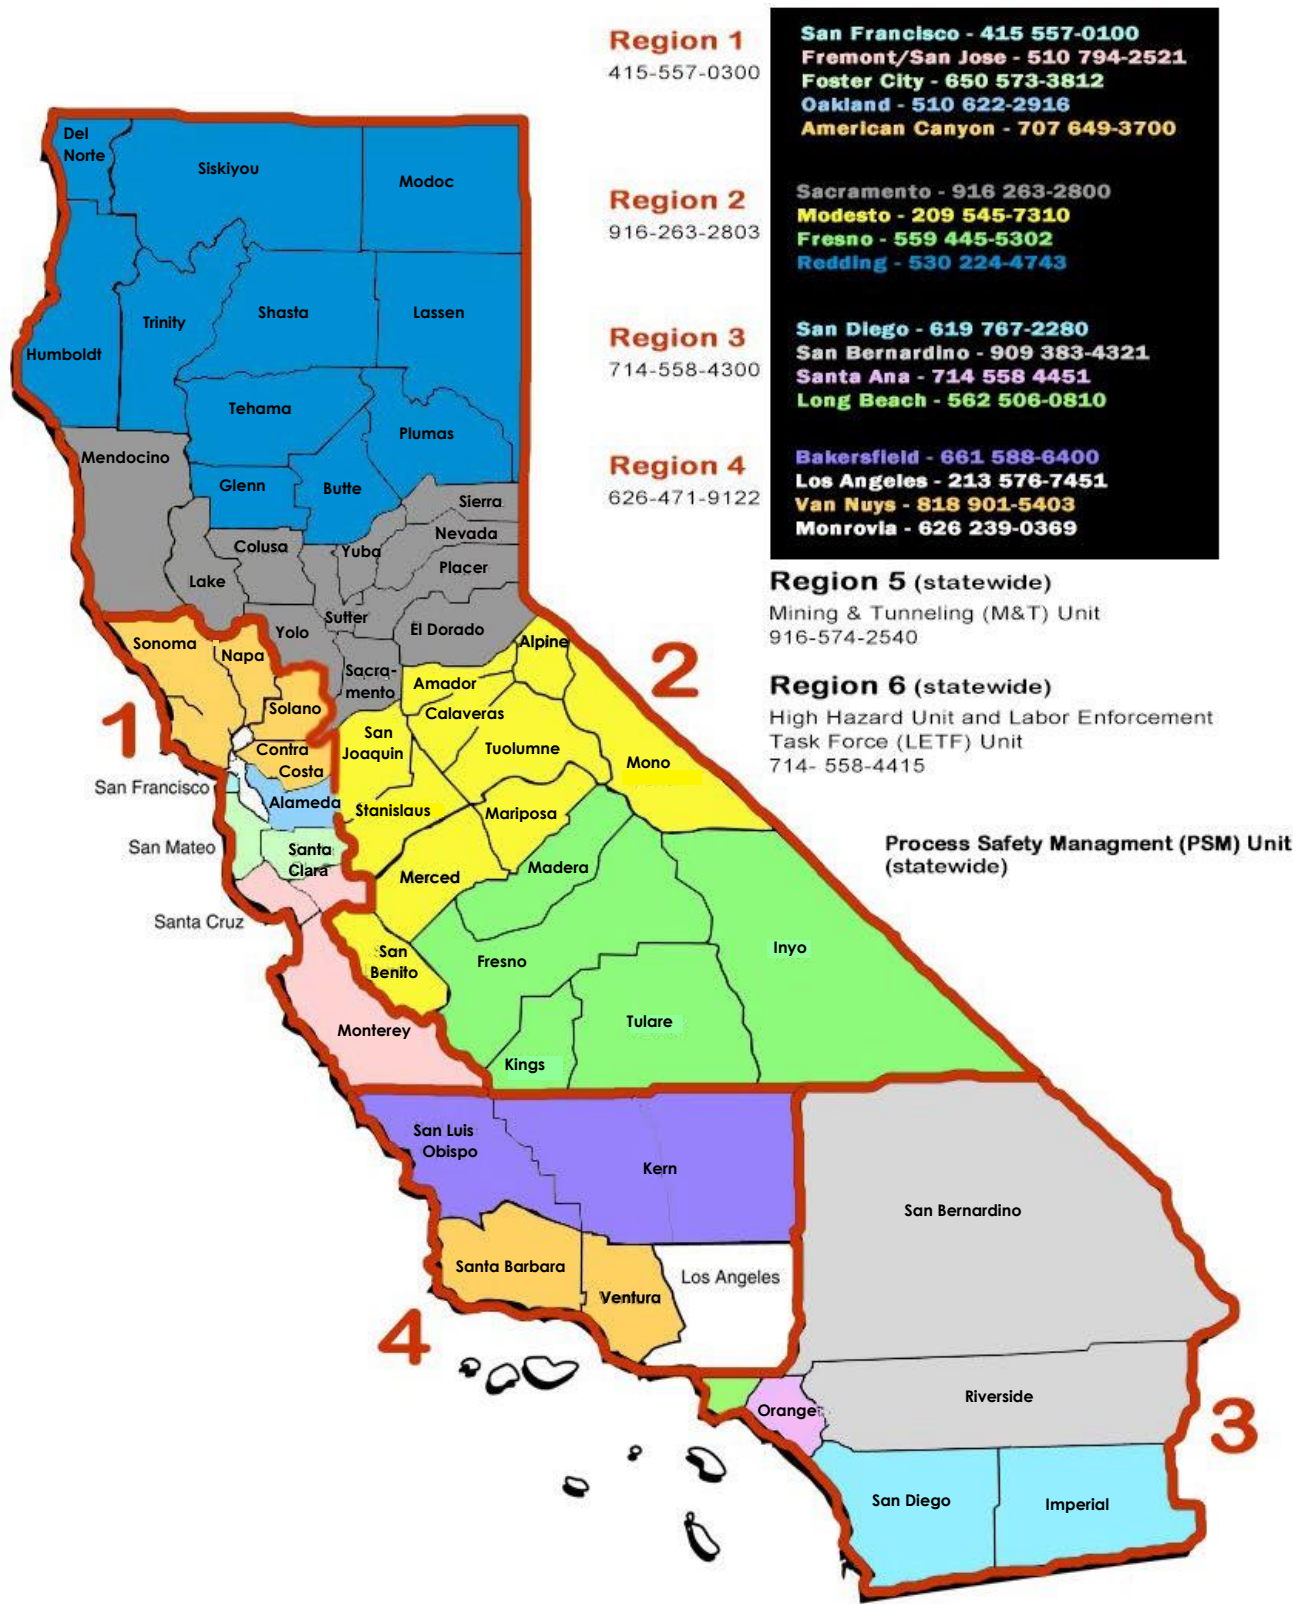 Region 1
415-557-0300
San Francisco - 415 557-0100
Fremont/San Jose - 510 794-2521
Foster City - 650 573-3812
Oakland - 510 622-2916
American Canyon - 707 649-3700
Region 2
916-263-2803
Sacramento - 916 263-2800
Modesto - 209 545-7310
Fresno - 559 445-5302
Redding - 530 224-4743
Region 3
714-558-4300
San Diego - 619 767-2280
San Bernardino - 909 383-4321
Santa Ana - 714 558 4451
Long Beach - 562 506-0810
Region 4
626-471-9122
Bakersfield - 661 588-6400
Los Angeles - 213 576-7451
Van Nuys - 818 901-5403
Monrovia - 626 239-0369
Region 5 (statewide)
Mining & Tunneling (M&T) Unit
916-574-2540
Region 6 (statewide)
High Hazard Unit and Labor Enforcement
Task Force (LETF) Unit
714- 558-4415
Process Safety Managment (PSM) Unit
(statewide)
Del
Norte
Siskiyou
Modoc
Humboldt
Trinity
Shasta
Lassen
Tehama
Plumas
Mendocino
Glenn
Butte
Sierra
Nevada
Colusa
Yuba
Placer
Lake
Sutter
Yolo
El Dorado
Sonoma
Napa
Alpine
Sacra-
mento
Amador
Solano
Calaveras
2
1
San
Joaquin
Tuolumne
Contra
Costa
Mono
San Francisco
Alameda
Stanislaus
Mariposa
San Mateo
Santa
Clara
Merced
Madera
Santa Cruz
San
Benito
Fresno
Inyo
Monterey
Tulare
Kings
San Luis
Obispo
Kern
San Bernardino
Santa Barbara
Ventura
Los Angeles
4
Orange
Riverside
3
San Diego
Imperial